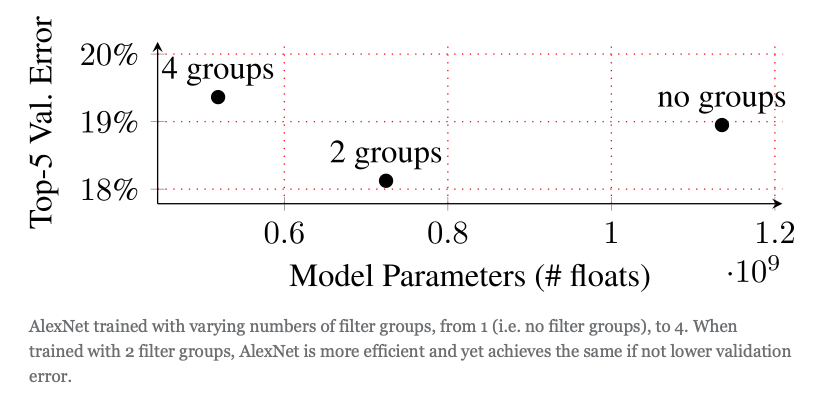 Top-5 Val. Error
20%
19%
18%
4 groups
2 groups
no groups
0.6 0.8 1 1.2
Model Parameters (# floats) ·10⁹
AlexNet trained with varying numbers of filter groups, from 1 (i.e. no filter groups), to 4. When
trained with 2 filter groups, AlexNet is more efficient and yet achieves the same if not lower validation
error.